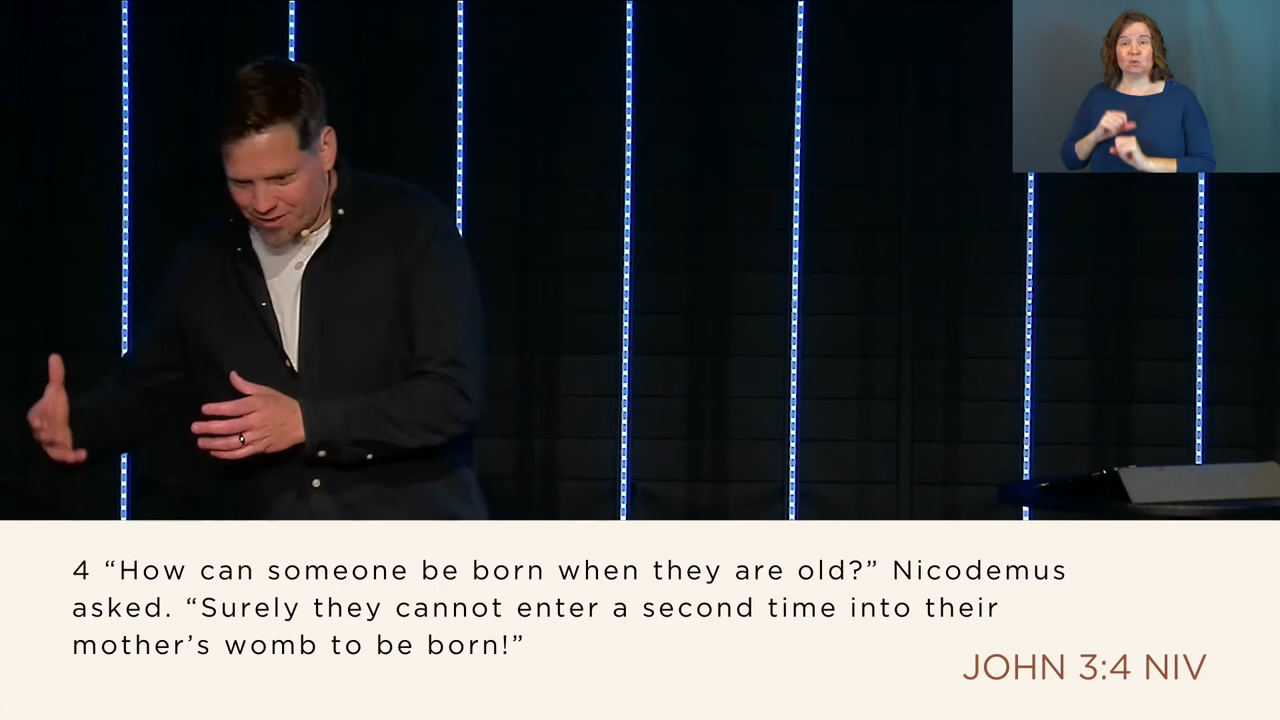 4 “How can someone be born when they are old?” Nicodemus
asked. “Surely they cannot enter a second time into their
mother’s womb to be born!”
JOHN 3:4 NIV